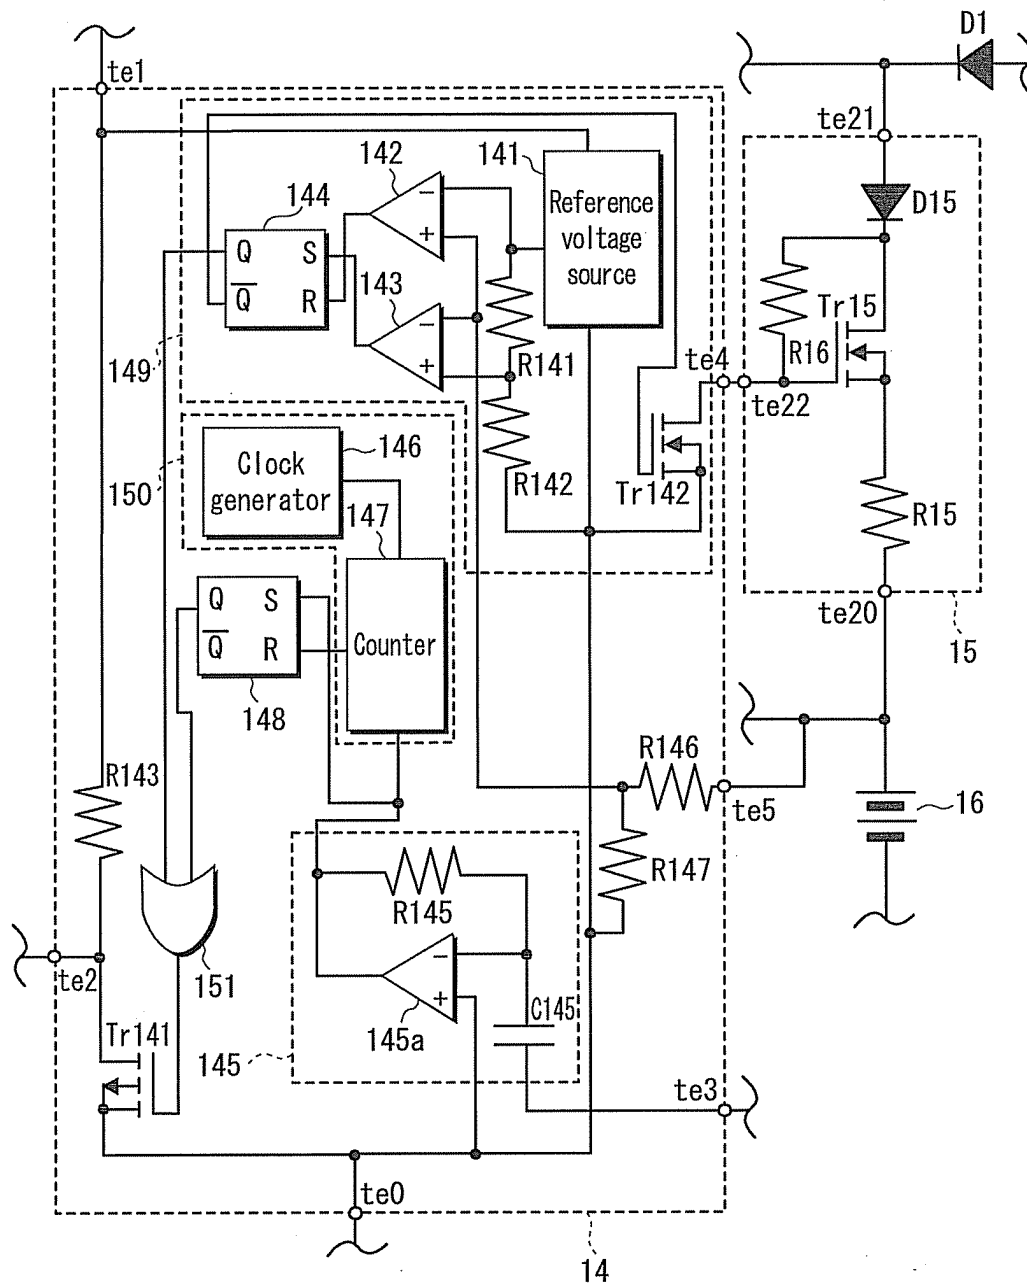 D1
te1
te21
142
141
144
−
+
Reference
voltage
source
D15
Q
S
Q
R
143
−
+
Tr15
R16
149
R141
te4
te22
146
Clock
generator
150
R142
147
Tr142
R15
Q
S
Q
R
Counter
te20
15
148
R143
R146
te5
16
R147
R145
−
+
151
te2
C145
Tr141
145a
145
te3
te0
14